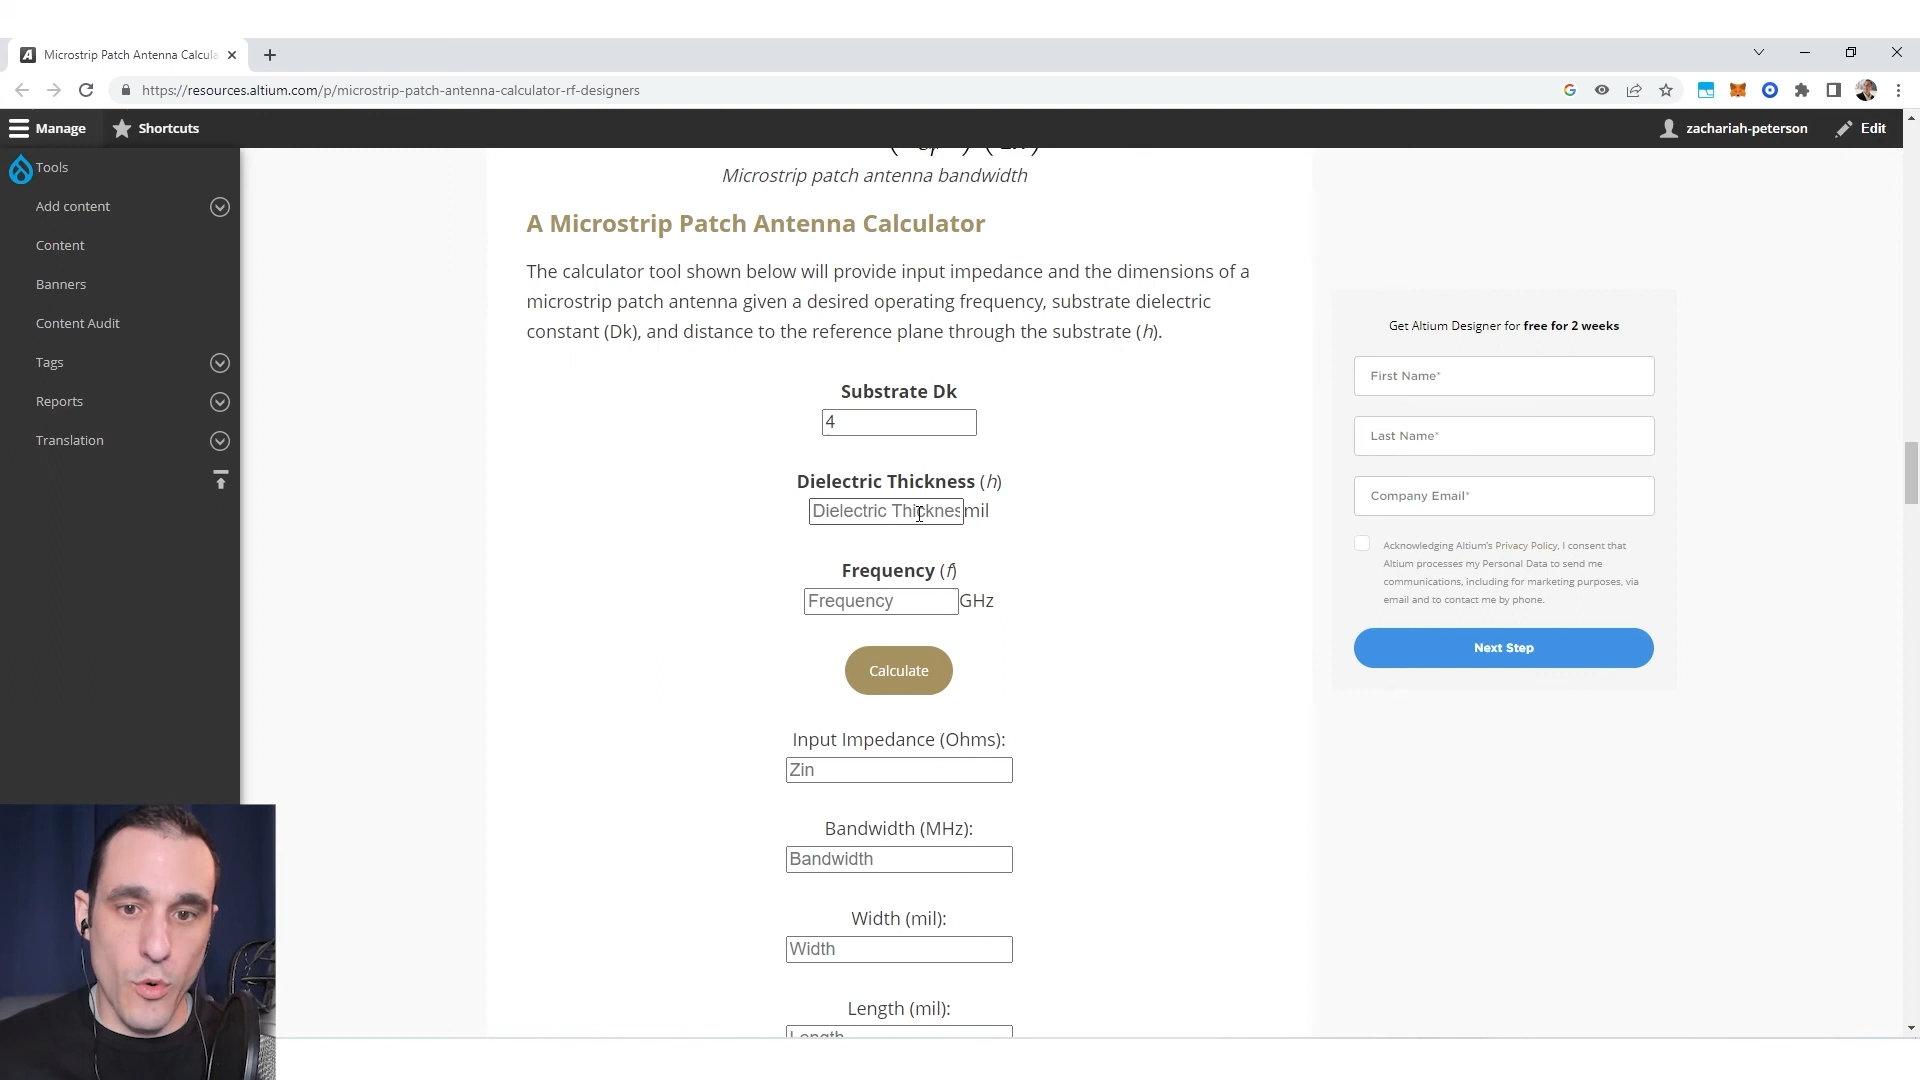 Microstrip Patch Antenna Calcula
https://resources.altium.com/p/microstrip-patch-antenna-calculator-rf-designers
Manage
Shortcuts
zachariah-peterson
Edit
Tools
Add content
Content
Banners
Content Audit
Tags
Reports
Translation
Microstrip patch antenna bandwidth
A Microstrip Patch Antenna Calculator
The calculator tool shown below will provide input impedance and the dimensions of a
microstrip patch antenna given a desired operating frequency, substrate dielectric
constant (Dk), and distance to the reference plane through the substrate (h).
Substrate Dk
4
Dielectric Thickness (h)
Dielectric Thicknes mil
Frequency (f)
Frequency GHz
Calculate
Input Impedance (Ohms):
Zin
Bandwidth (MHz):
Bandwidth
Width (mil):
Width
Length (mil):
Length
Get Altium Designer for free for 2 weeks
First Name*
Last Name*
Company Email*
Acknowledging Altium's Privacy Policy, I consent that
Altium processes my Personal Data to send me
communications, including for marketing purposes, via
email and to contact me by phone.
Next Step